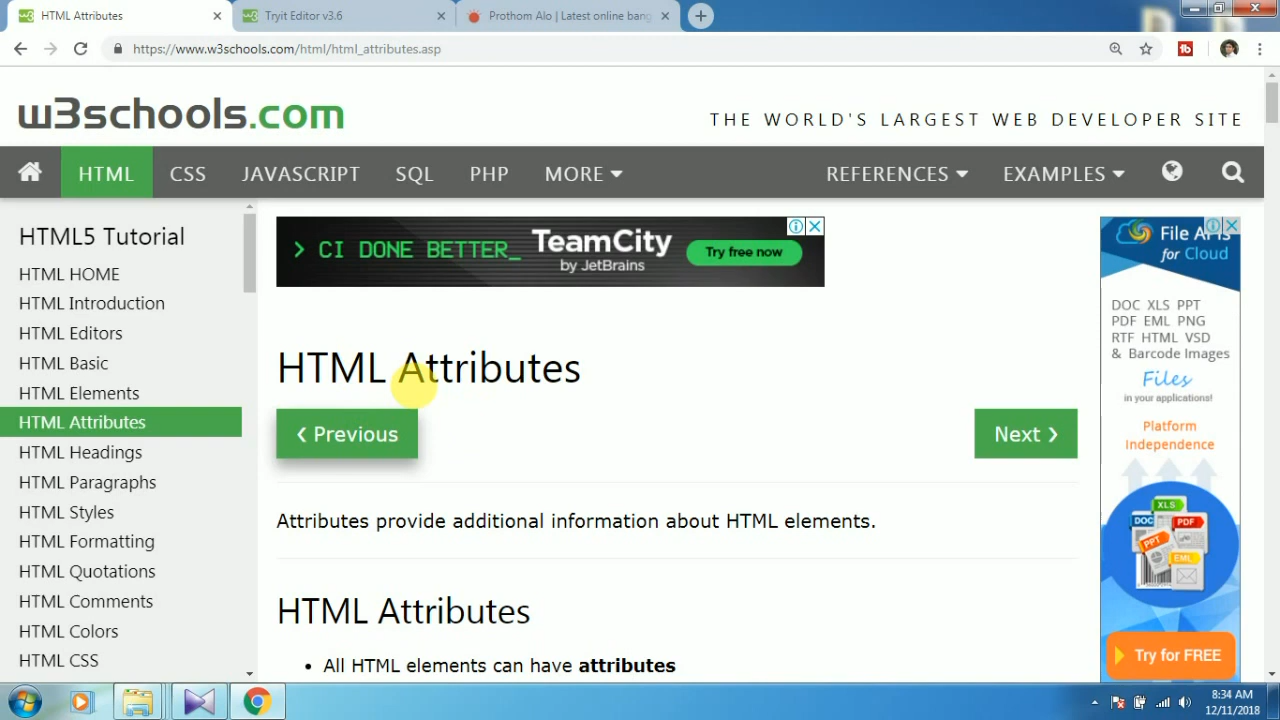 HTML Attributes
Tryit Editor v3.6
Prothom Alo | Latest online bang
https://www.w3schools.com/html/html_attributes.asp
w3schools.com
THE WORLD'S LARGEST WEB DEVELOPER SITE
HTML
CSS
JAVASCRIPT
SQL
PHP
MORE
REFERENCES
EXAMPLES
HTML5 Tutorial
HTML HOME
HTML Introduction
HTML Editors
HTML Basic
HTML Elements
HTML Attributes
HTML Headings
HTML Paragraphs
HTML Styles
HTML Formatting
HTML Quotations
HTML Comments
HTML Colors
HTML CSS
> CI DONE BETTER_
TeamCity
by JetBrains
Try free now
HTML Attributes
❮ Previous
Next ❯
Attributes provide additional information about HTML elements.
HTML Attributes
• All HTML elements can have attributes
File APIs
for Cloud
DOC XLS PPT
PDF EML PNG
RTF HTML VSD
& Barcode Images
Files
in your applications!
Platform
Independence
XLS
DOC
PDF
PPT
EML
Try for FREE
8:34 AM
12/11/2018